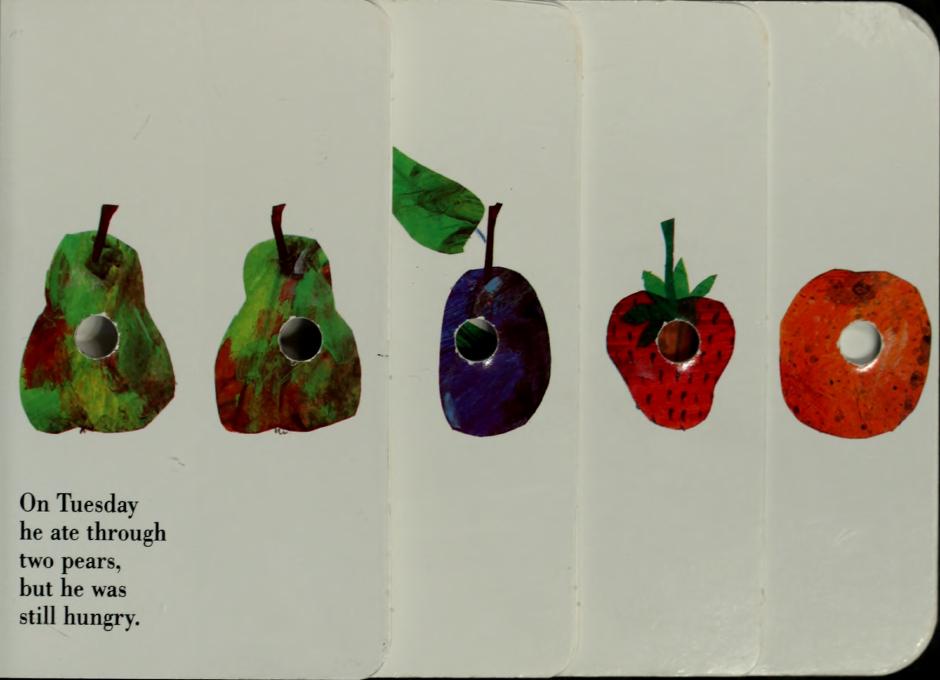 On Tuesday
he ate through
two pears,
but he was
still hungry.